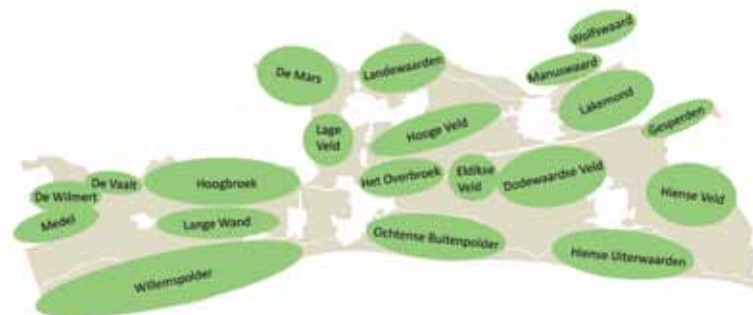 Wolfswaard
De Mars
Landewaarden
Manuswaard
Lakemond
Gesperden
Lage
Veld
Hooge Veld
De Vaalt
De Wilmert
Medel
Hoogbroek
Het Overbroek
Eldikse
Veld
Dodewaardse Veld
Hiense Veld
Lange Wand
Ochtense Buitenpolder
Hiense Uiterwaarden
Willemspolder